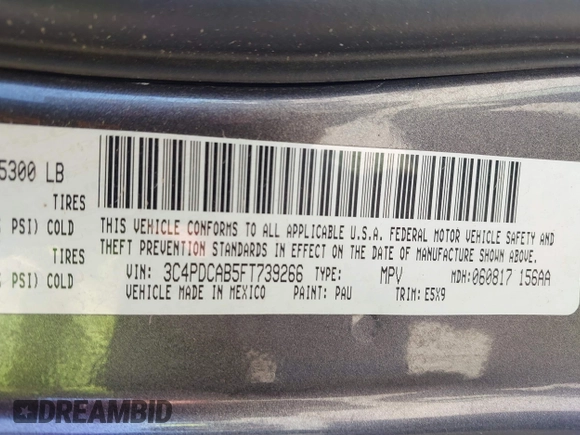 5300 LB
TIRES
PSI) COLD
TIRES
PSI) COLD
THIS VEHICLE CONFORMS TO ALL APPLICABLE U.S.A. FEDERAL MOTOR VEHICLE SAFETY AND
THEFT PREVENTION STANDARDS IN EFFECT ON THE DATE OF MANUFACTURE SHOWN ABOVE.
VIN: 3C4PDCAB5FT739266 TYPE: MPV MDH: 060817 156AA
VEHICLE MADE IN MEXICO PAINT: PAU TRIM: E5X9
DREAMBID